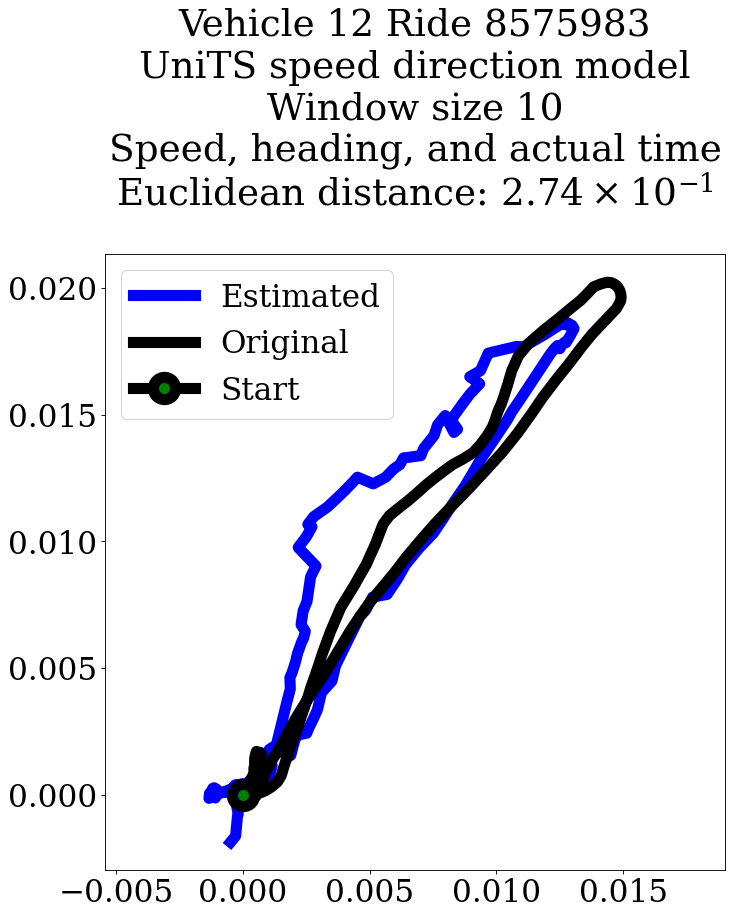 Vehicle 12 Ride 8575983
UniTS speed direction model
Window size 10
Speed, heading, and actual time
Euclidean distance: 2.74 × 10⁻¹
Estimated
Original
Start
0.020
0.015
0.010
0.005
0.000
−0.005 0.000 0.005 0.010 0.015